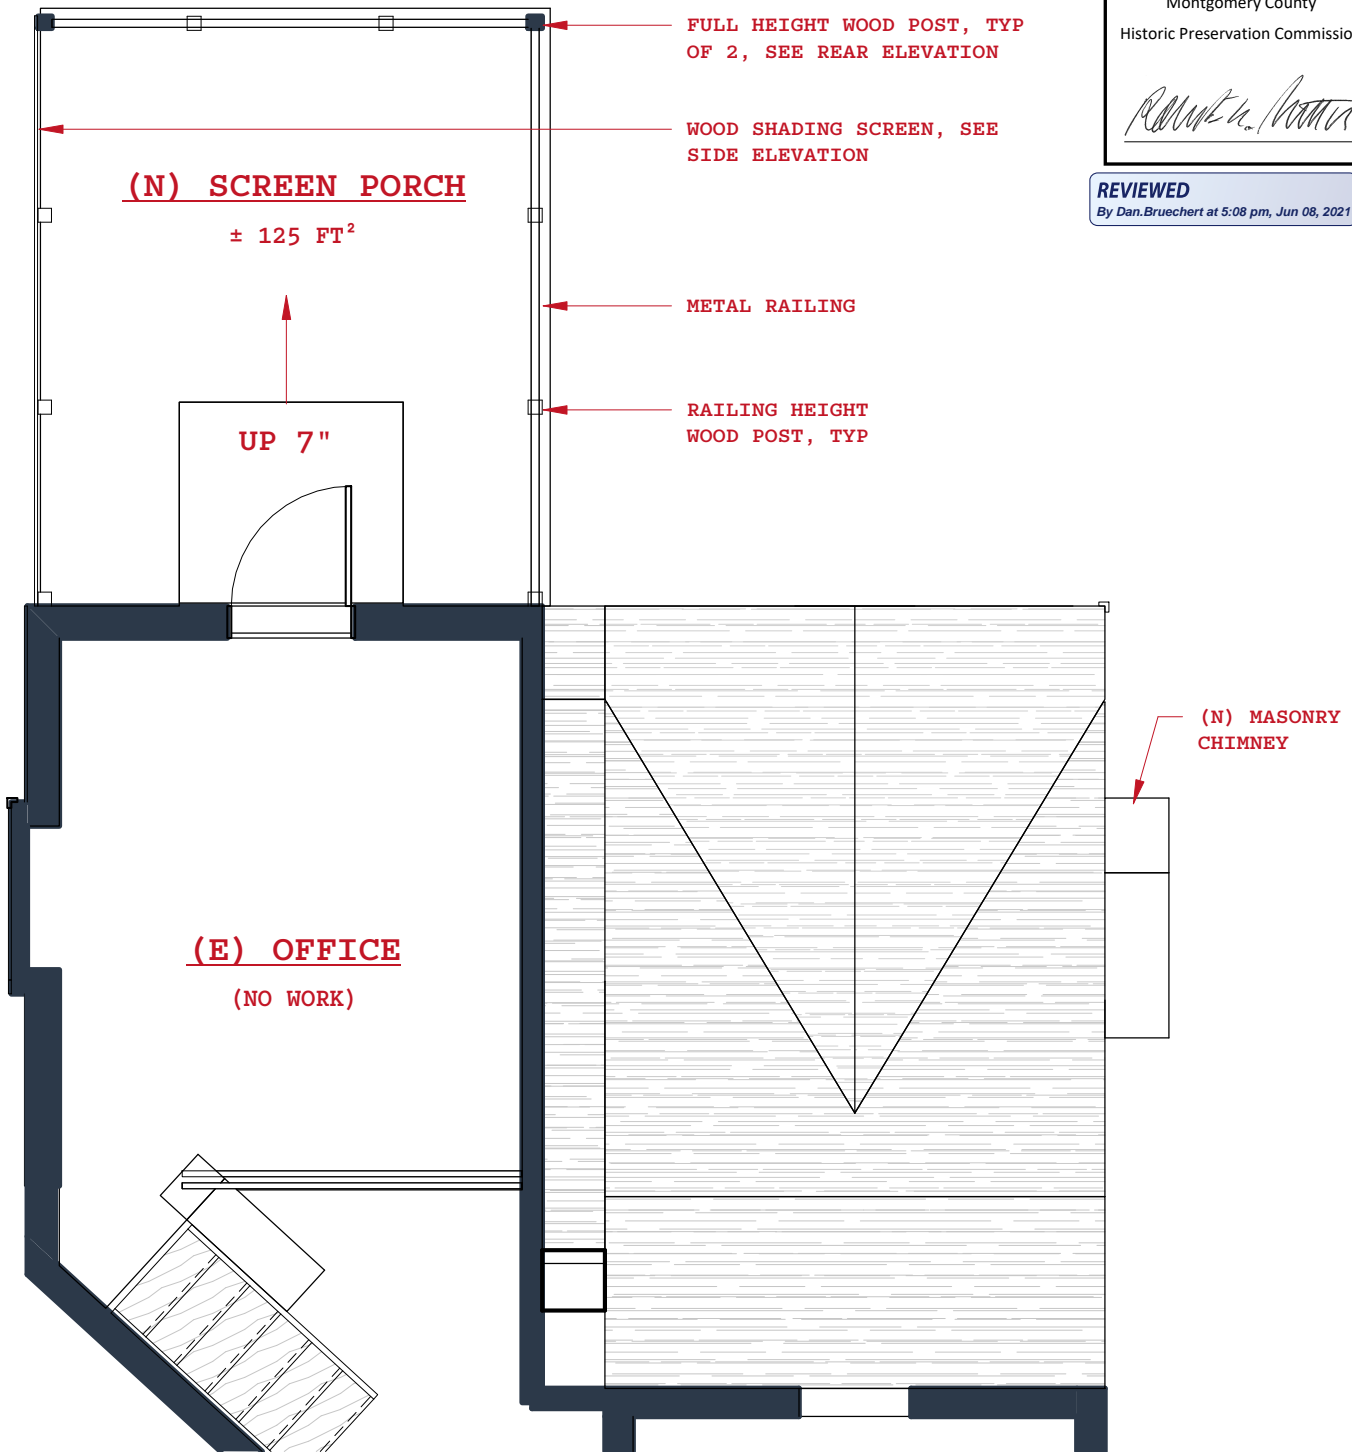 FULL HEIGHT WOOD POST, TYP
OF 2, SEE REAR ELEVATION
Montgomery County
Historic Preservation Commissio
WOOD SHADING SCREEN, SEE
SIDE ELEVATION
REVIEWED
By Dan.Bruechert at 5:08 pm, Jun 08, 2021
(N) SCREEN PORCH
± 125 FT²
METAL RAILING
RAILING HEIGHT
WOOD POST, TYP
UP 7"
(N) MASONRY
CHIMNEY
(E) OFFICE
(NO WORK)